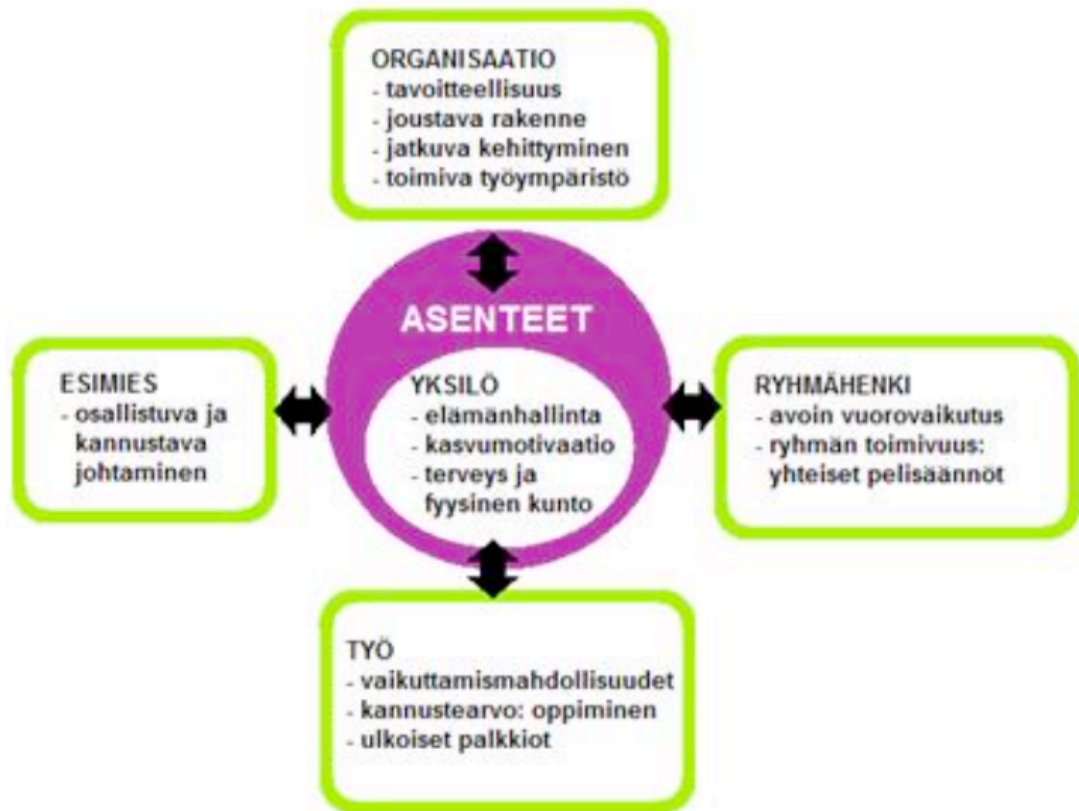 ORGANISAATIO
- tavoitteellisuus
- joustava rakenne
- jatkuva kehittyminen
- toimiva työympäristö
ASENTEET
ESIMIES
- osallistuva ja
kannustava
johtaminen
YKSILÖ
- elämänhallinta
- kasvumotivaatio
- terveys ja
fyysinen kunto
RYHMÄHENKI
- avoin vuorovaikutus
- ryhmän toimivuus:
yhteiset pelisäännöt
TYÖ
- vaikuttamismahdollisuudet
- kannustearvo: oppiminen
- ulkoiset palkkiot